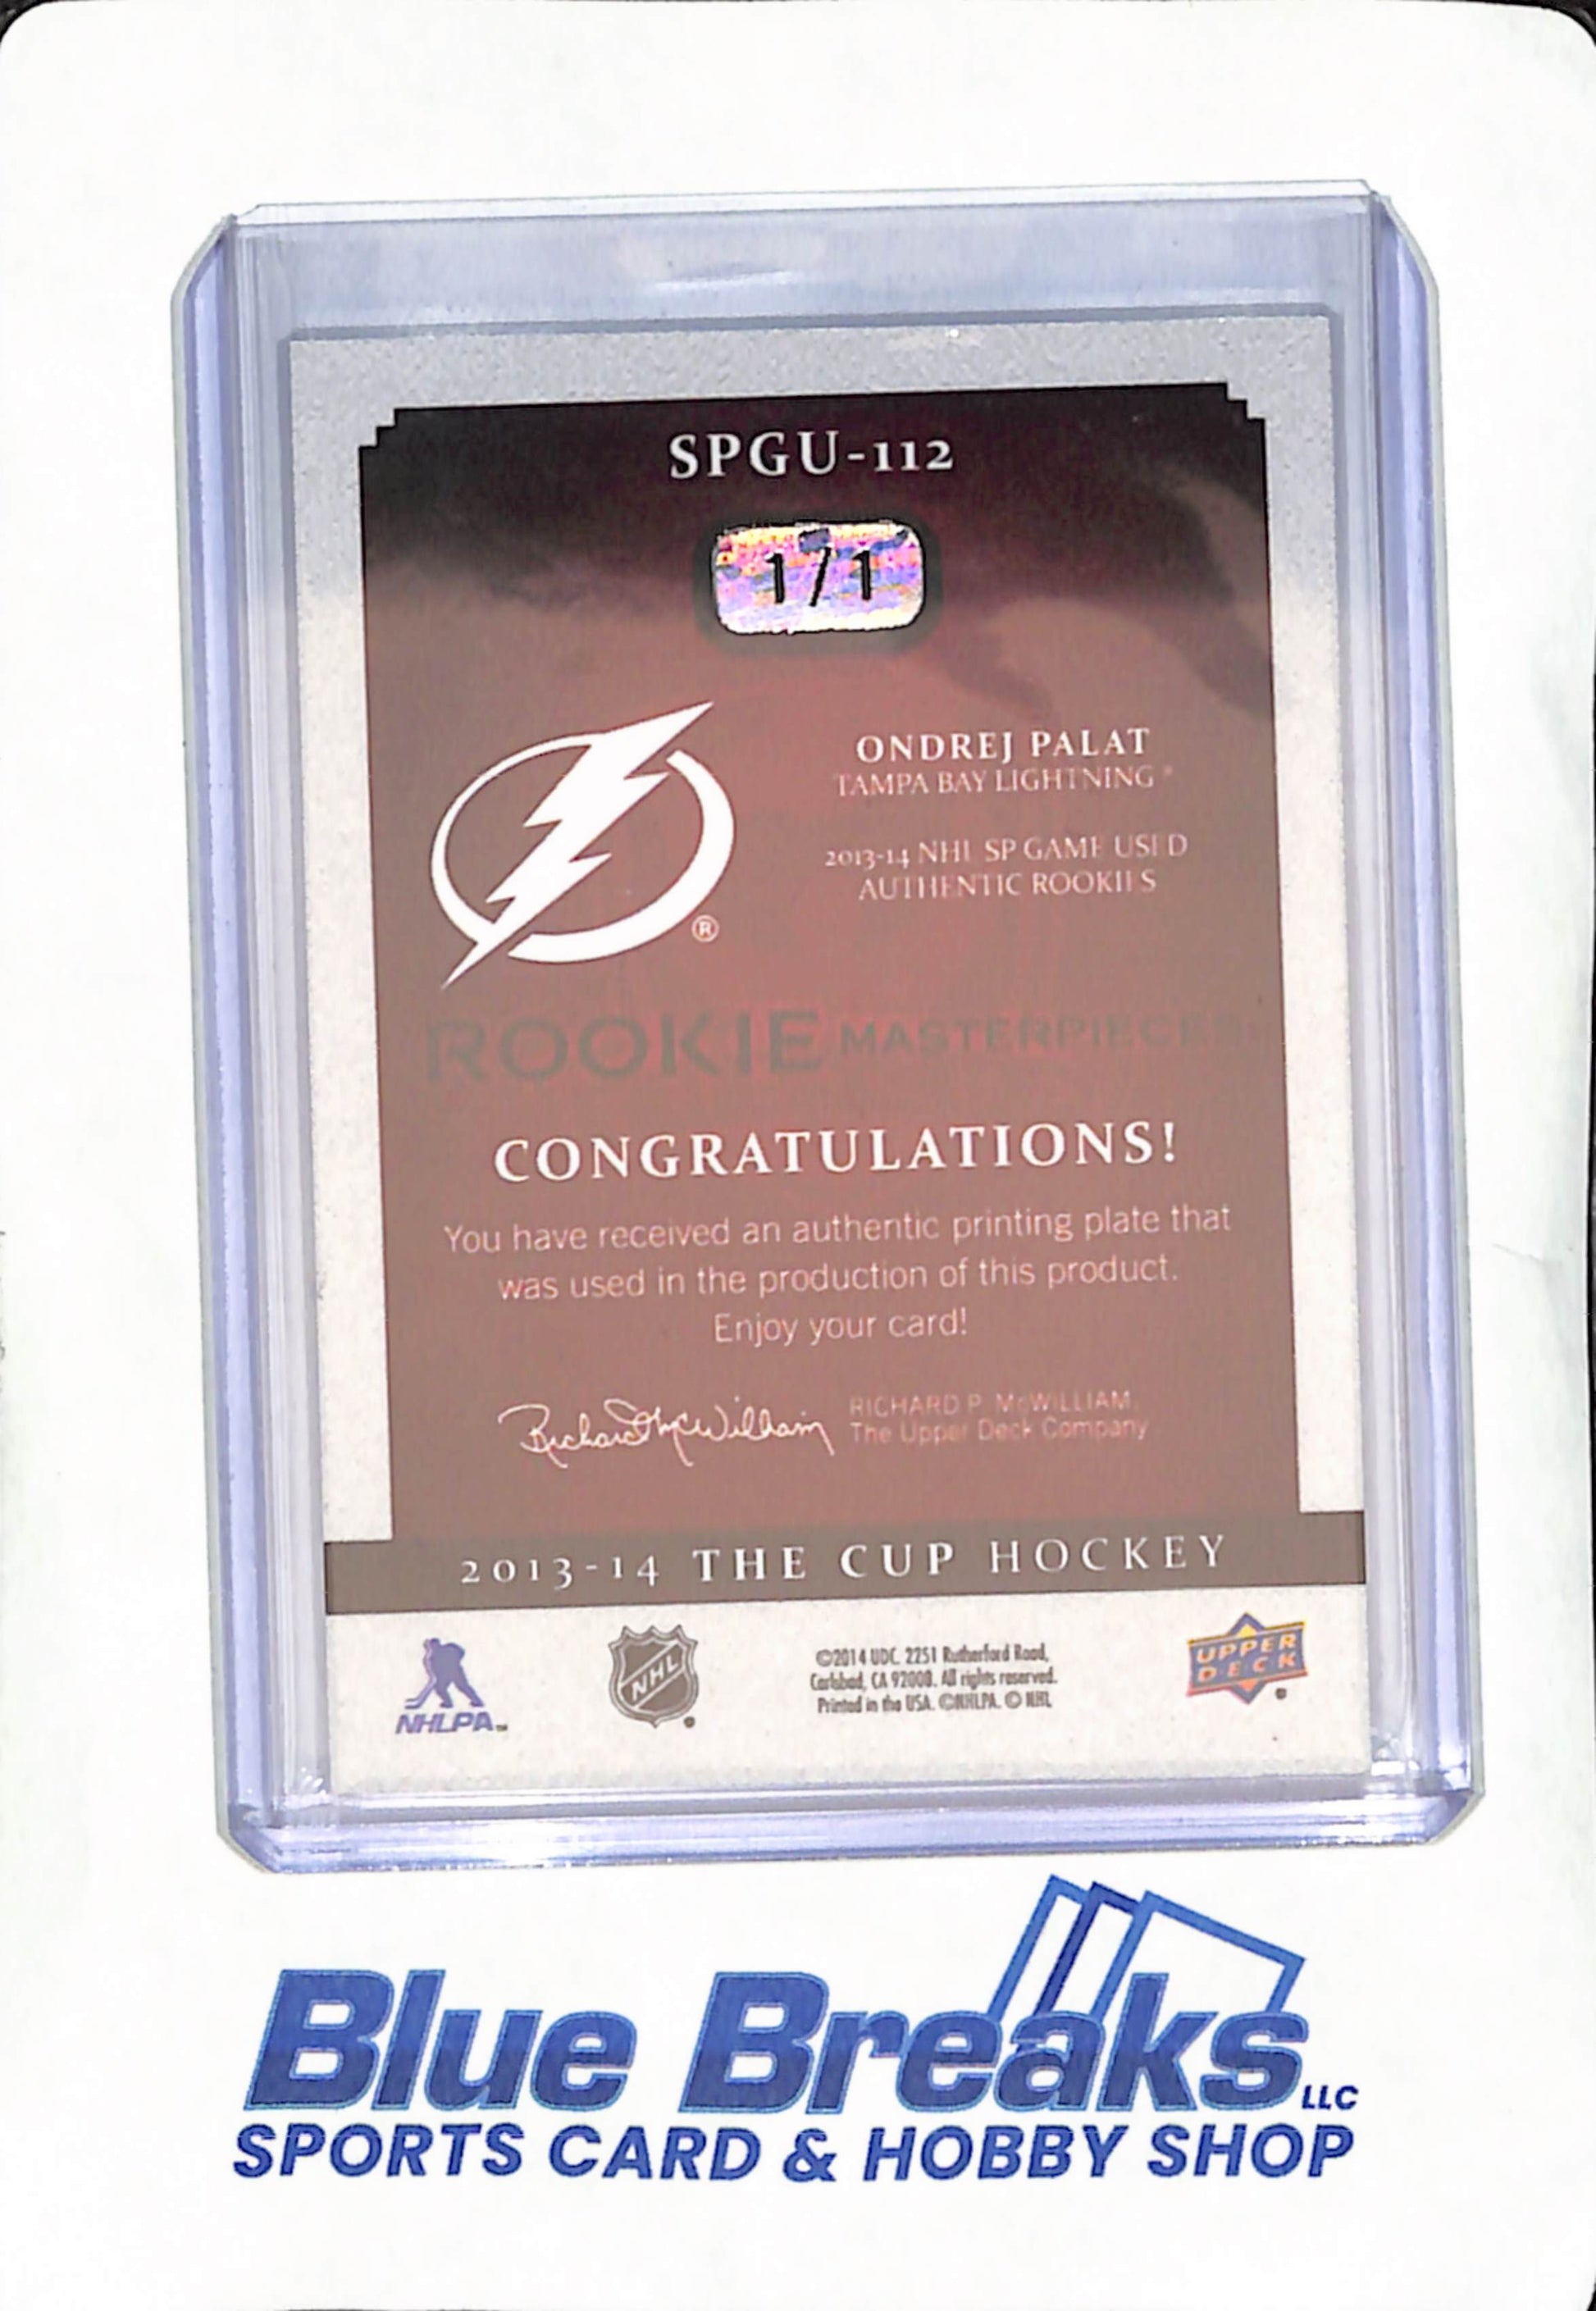 SPGU-112
1/1
ONDREJ PALAT
TAMPA BAY LIGHTNING®
2013-14 NHL SP GAME USED
AUTHENTIC ROOKIES
®
ROOKIE MASTERPIECES
CONGRATULATIONS!
You have received an authentic printing plate that
was used in the production of this product.
Enjoy your card!
Richard McWilliam
RICHARD P. McWILLIAM,
The Upper Deck Company
2013-14 THE CUP HOCKEY
NHLPA™
NHL
©2014 UDC. 2251 Rutherford Road,
Carlsbad, CA 92008. All rights reserved.
Printed in the USA. ©NHLPA. © NHL
UPPER
DECK
Blue Breaks LLC
SPORTS CARD & HOBBY SHOP